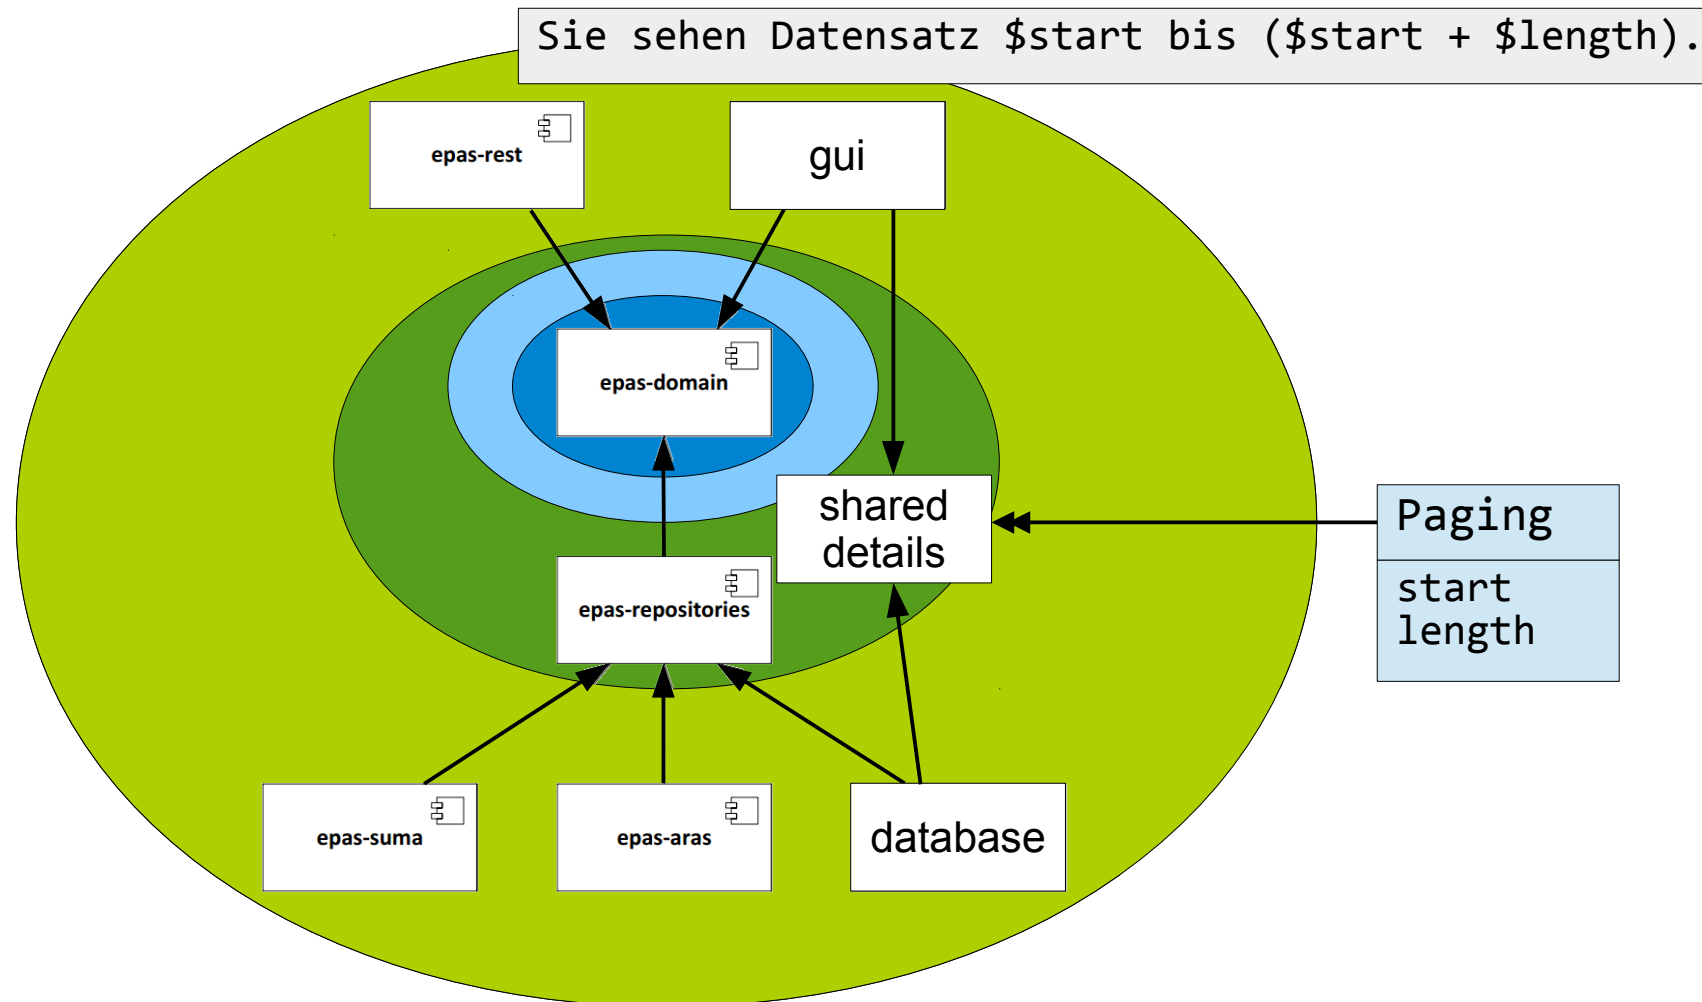 Sie sehen Datensatz $start bis ($start + $length).
epas-rest
gui
epas-domain
shared
details
Paging
start
length
epas-repositories
epas-suma
epas-aras
database